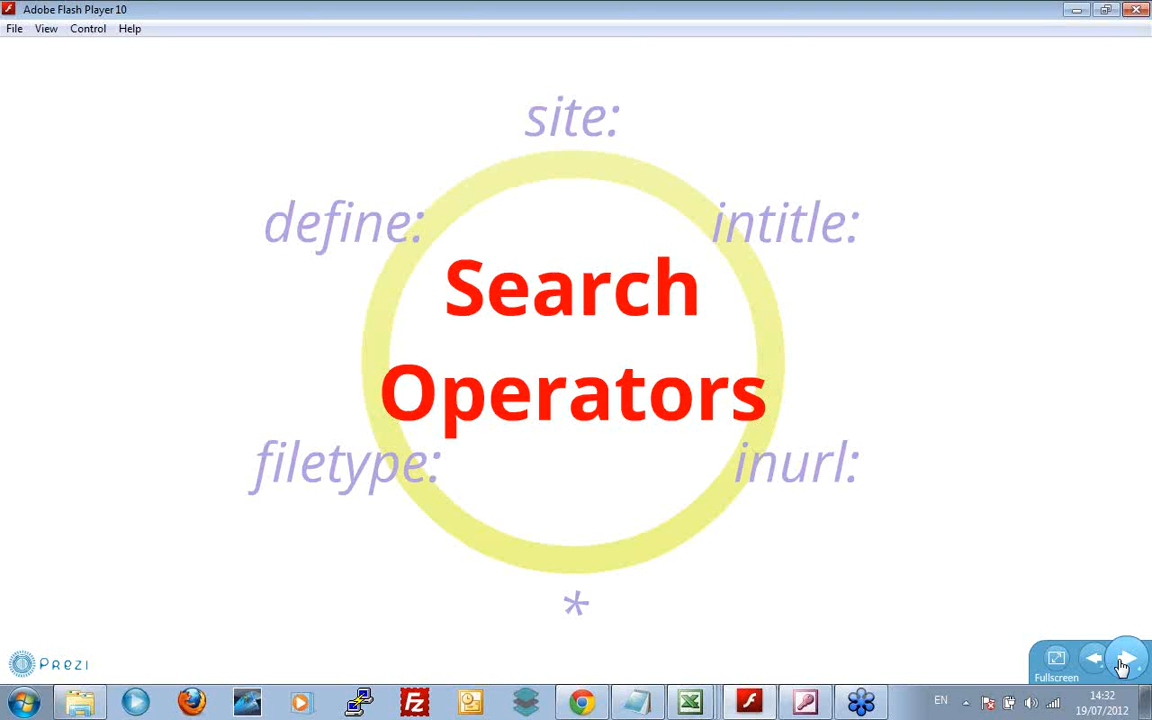 Adobe Flash Player 10
File View Control Help
site:
define:
intitle:
Search
Operators
filetype:
inurl:
*
PREZI
Fullscreen
EN
14:32
19/07/2012